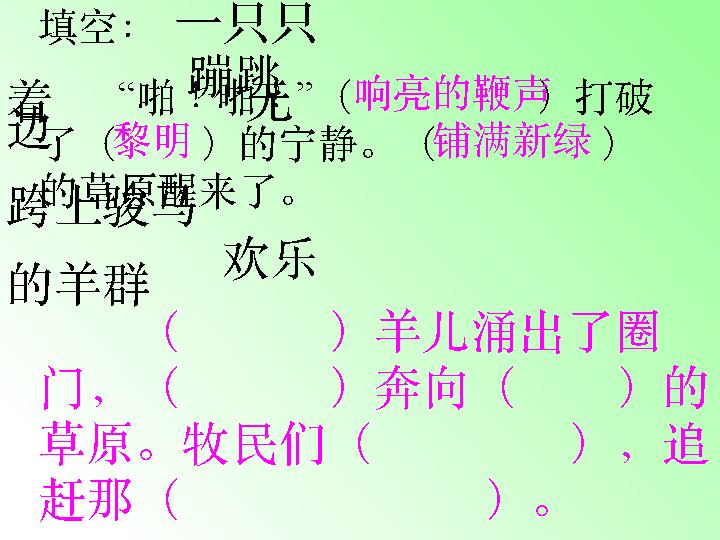 填空： 一只只
蹦跳
着 “啪！啪！”（响亮的鞭声）打破
无
边
了（黎明）的宁静。（铺满新绿）
的草原醒来了。
跨上骏马
欢乐
的羊群
（　　　）羊儿涌出了圈
门，（　　　）奔向（　　）的
草原。牧民们（　　　　），追
赶那（　　　　　　）。